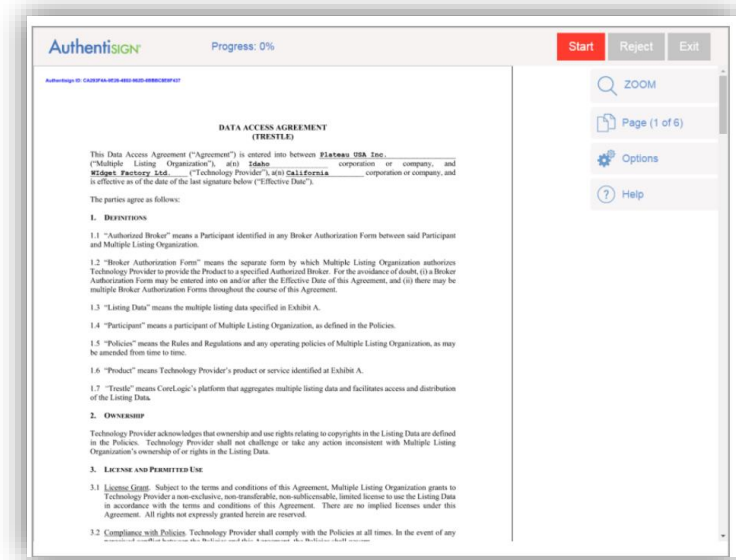 AuthentiSIGN
Progress: 0%
Start
Reject
Exit
ZOOM
Page (1 of 6)
Options
Help
DATA ACCESS AGREEMENT
(TRESTLE)
This Data Access Agreement ("Agreement") is entered into between Plateau USA Inc.
("Multiple Listing Organization"), a(n) Idaho corporation or company, and
WIdget Factory Ltd. ("Technology Provider"), a(n) California corporation or company, and
is effective as of the date of the last signature below ("Effective Date").
The parties agree as follows:
1. DEFINITIONS
1.1 "Authorized Broker" means a Participant identified in any Broker Authorization Form between said Participant
and Multiple Listing Organization.
1.2 "Broker Authorization Form" means the separate form by which Multiple Listing Organization authorizes
Technology Provider to provide the Product to a specified Authorized Broker. For the avoidance of doubt, (i) a Broker
Authorization Form may be entered into on and/or after the Effective Date of this Agreement, and (ii) there may be
multiple Broker Authorization Forms throughout the course of this Agreement.
1.3 "Listing Data" means the multiple listing data specified in Exhibit A.
1.4 "Participant" means a participant of Multiple Listing Organization, as defined in the Policies.
1.5 "Policies" means the Rules and Regulations and any operating policies of Multiple Listing Organization, as may
be amended from time to time.
1.6 "Product" means Technology Provider's product or service identified at Exhibit A.
1.7 "Trestle" means CoreLogic's platform that aggregates multiple listing data and facilitates access and distribution
of the Listing Data.
2. OWNERSHIP
Technology Provider acknowledges that ownership and use rights relating to copyrights in the Listing Data are defined
in the Policies. Technology Provider shall not challenge or take any action inconsistent with Multiple Listing
Organization's ownership of or rights in the Listing Data.
3. LICENSE AND PERMITTED USE
3.1 License Grant. Subject to the terms and conditions of this Agreement, Multiple Listing Organization grants to
Technology Provider a non-exclusive, non-transferable, non-sublicensable, limited license to use the Listing Data
in accordance with the terms and conditions of this Agreement. There are no implied licenses under this
Agreement. All rights not expressly granted herein are reserved.
3.2 Compliance with Policies. Technology Provider shall comply with the Policies at all times. In the event of any